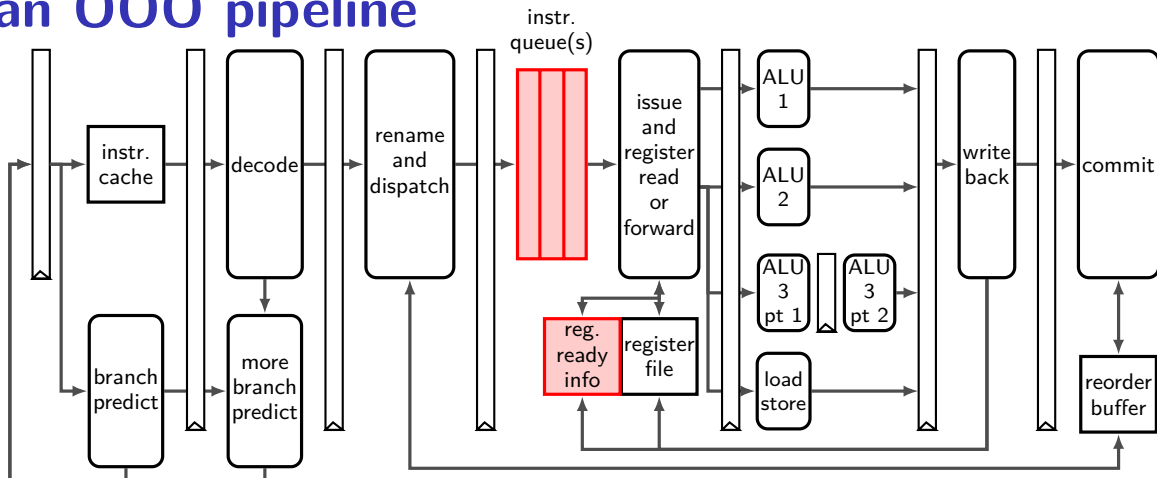 an OOO pipeline
instr.
queue(s)
instr.
cache
decode
rename
and
dispatch
issue
and
register
read
or
forward
ALU
1
ALU
2
ALU
3
pt 1
ALU
3
pt 2
load
store
write
back
commit
branch
predict
more
branch
predict
reg.
ready
info
register
file
reorder
buffer